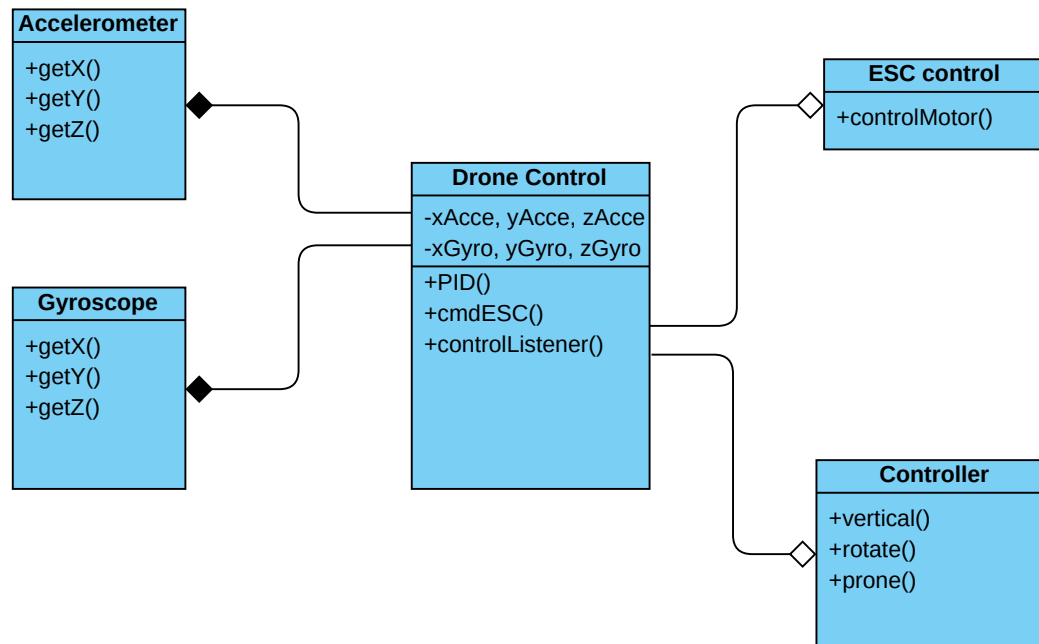 Accelerometer
+getX()
+getY()
+getZ()
ESC control
+controlMotor()
Drone Control
-xAcce, yAcce, zAcce
-xGyro, yGyro, zGyro
+PID()
+cmdESC()
+controlListener()
Gyroscope
+getX()
+getY()
+getZ()
Controller
+vertical()
+rotate()
+prone()